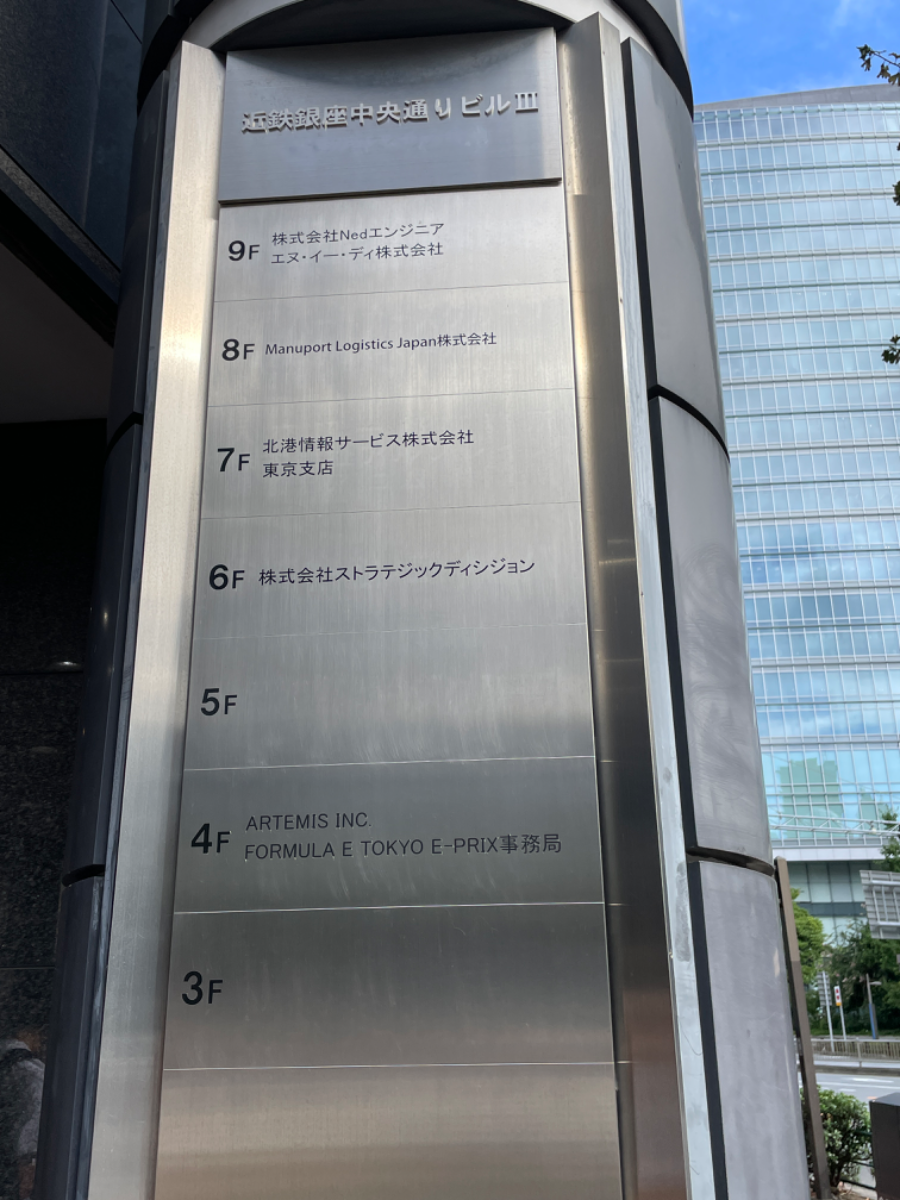 近鉄銀座中央通りビルⅢ
9F 株式会社Nedエンジニア
エヌ・イー・ディ株式会社
8F Manuport Logistics Japan株式会社
7F 北港情報サービス株式会社
東京支店
6F 株式会社ストラテジックディシジョン
5F
4F ARTEMIS INC.
FORMULA E TOKYO E-PRIX事務局
3F